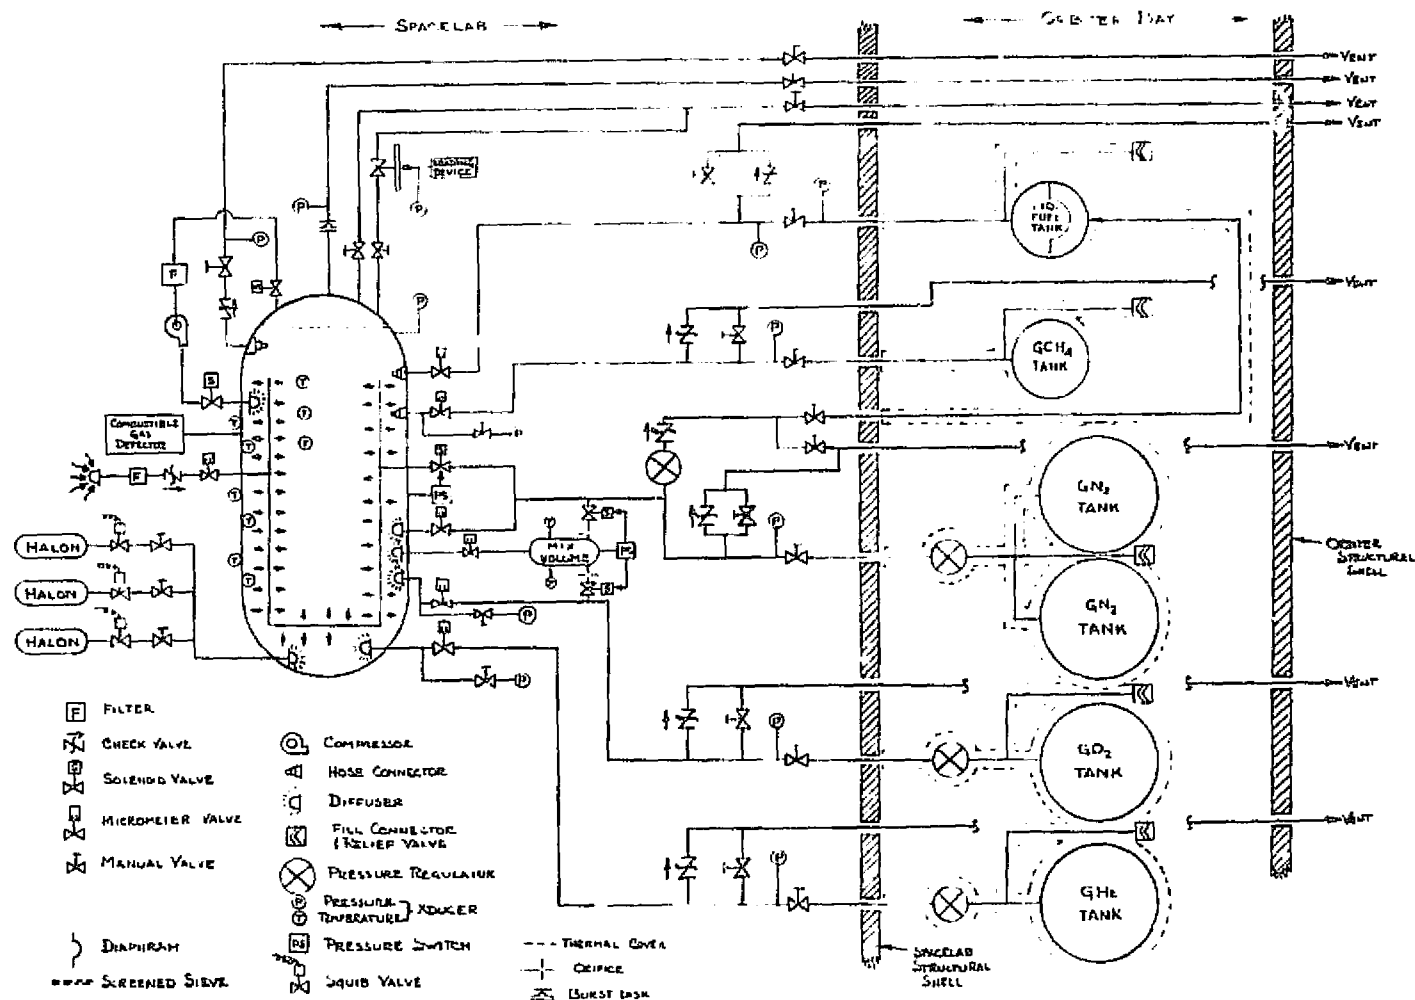 SPACELAB
ORBITER BAY
VENT
VENT
VENT
VENT
P
DEVICE
P
P
P
P
LIQ.
FUEL
TANK
F
P
P
VENT
GCH4
TANK
S
T
P
COMBUSTIBLE
GAS
DETECTOR
T
VENT
F
GN2
TANK
PS
T
P
HALON
MIX
VOLUME
PS
S
HALON
GN2
TANK
HALON
P
P
ORBITER
STRUCTURAL
SHELL
VENT
P
GO2
TANK
VENT
P
GHE
TANK
F FILTER
CHECK VALVE
S SOLENOID VALVE
MICROMETER VALVE
MANUAL VALVE
DIAPHRAM
SCREENED SIEVE
COMPRESSOR
HOSE CONNECTOR
DIFFUSER
FILL CONNECTOR
& RELIEF VALVE
PRESSURE REGULATOR
P PRESSURE
T TEMPERATURE } XDUCER
PS PRESSURE SWITCH
SQUIB VALVE
THERMAL COVER
ORIFICE
BURST DISK
SPACELAB
STRUCTURAL
SHELL